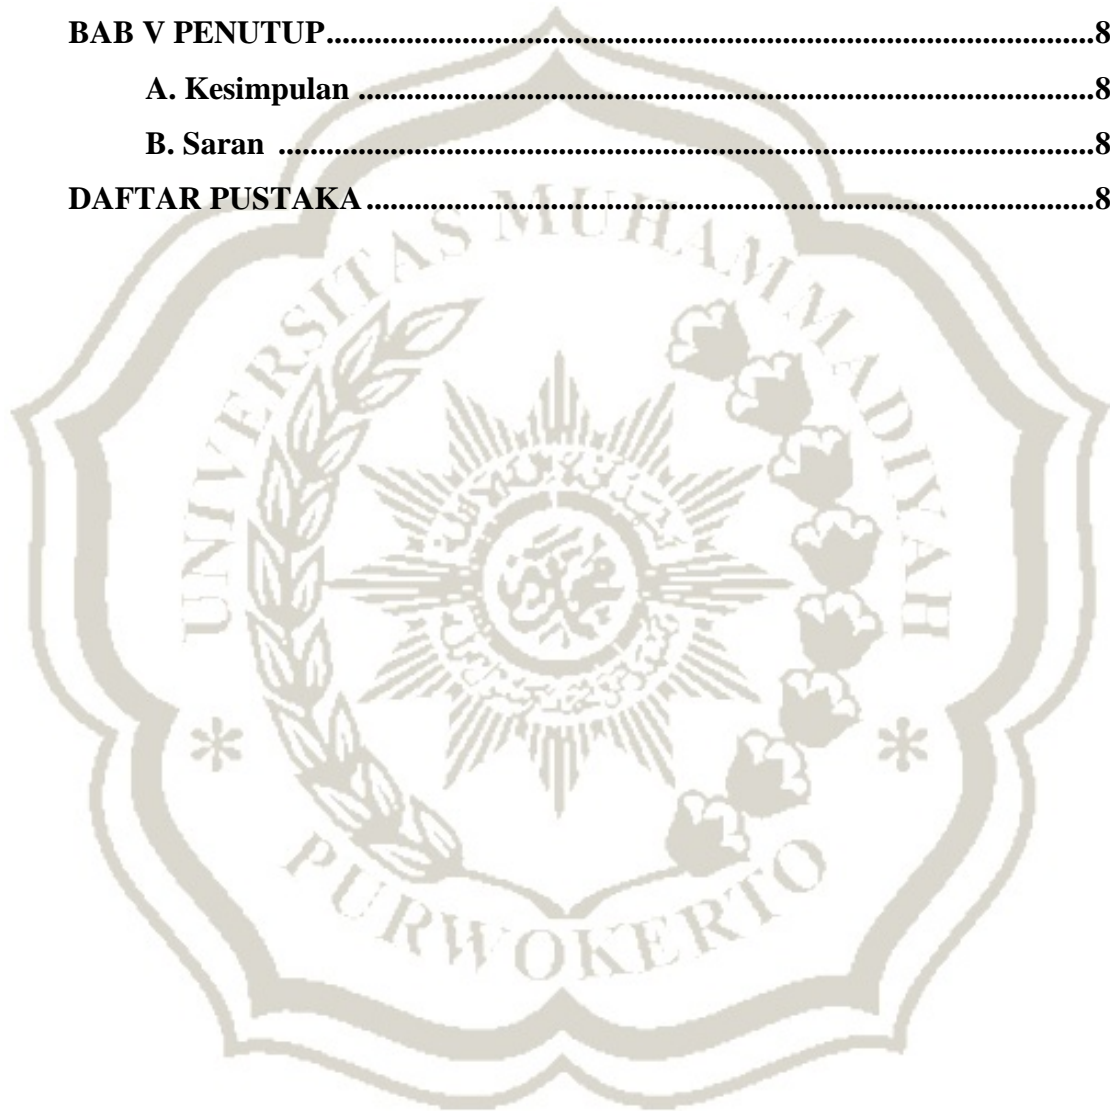 BAB V PENUTUP................................................................................................8
A. Kesimpulan ............................................................................................8
B. Saran ......................................................................................................8
DAFTAR PUSTAKA...........................................................................................8
UNIVERSITAS MUHAMMADIYAH
PURWOKERTO